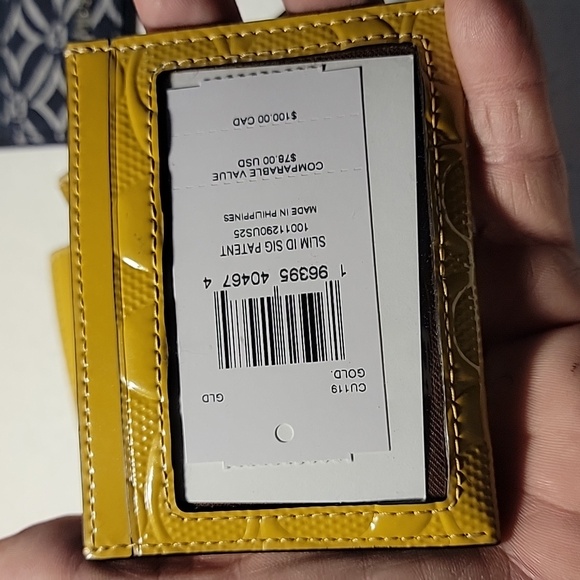 CU119 GLD
GOLD.
1 96395 40467 4
SLIM ID SIG PATENT
10011290US25
MADE IN PHILIPPINES
COMPARABLE VALUE
$78.00 USD
$100.00 CAD